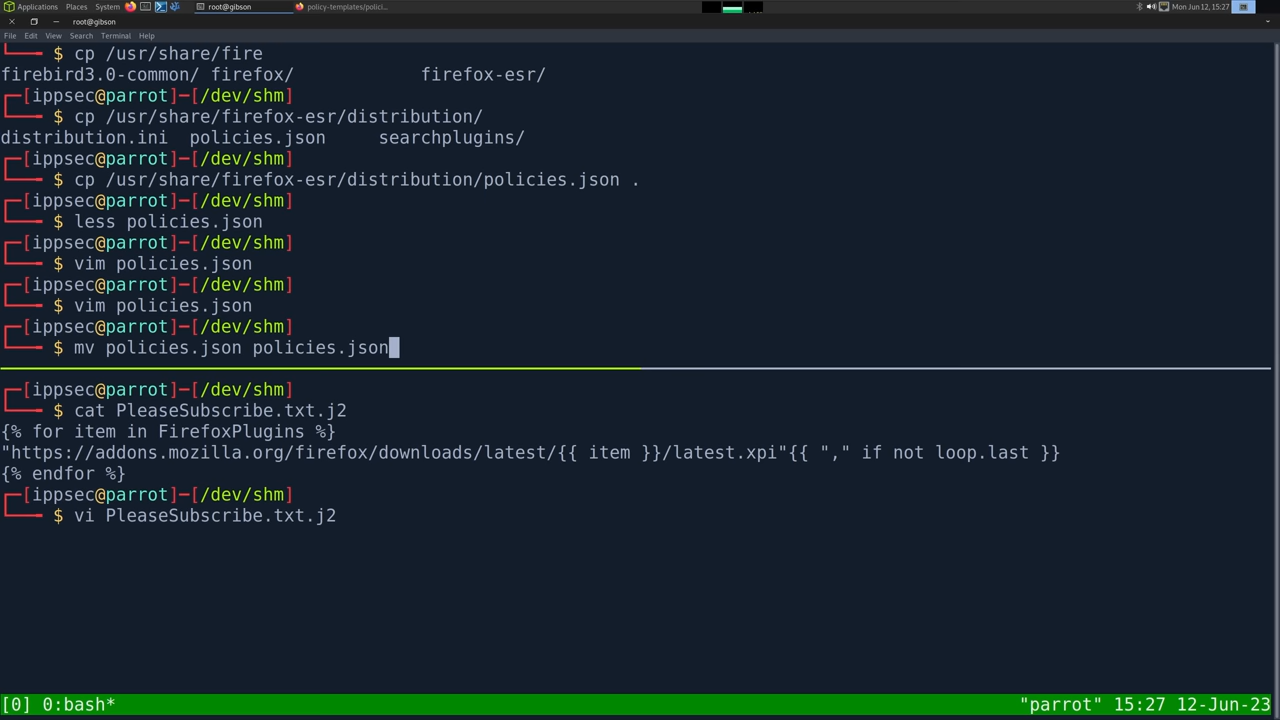 Applications Places System root@gibson policy-templates/polici... Mon Jun 12, 15:27
root@gibson
File Edit View Search Terminal Help
$ cp /usr/share/fire
firebird3.0-common/ firefox/ firefox-esr/
[ippsec@parrot]─[/dev/shm]
$ cp /usr/share/firefox-esr/distribution/
distribution.ini policies.json searchplugins/
[ippsec@parrot]─[/dev/shm]
$ cp /usr/share/firefox-esr/distribution/policies.json .
[ippsec@parrot]─[/dev/shm]
$ less policies.json
[ippsec@parrot]─[/dev/shm]
$ vim policies.json
[ippsec@parrot]─[/dev/shm]
$ vim policies.json
[ippsec@parrot]─[/dev/shm]
$ mv policies.json policies.json
[ippsec@parrot]─[/dev/shm]
$ cat PleaseSubscribe.txt.j2
{% for item in FirefoxPlugins %}
"https://addons.mozilla.org/firefox/downloads/latest/{{ item }}/latest.xpi"{{ "," if not loop.last }}
{% endfor %}
[ippsec@parrot]─[/dev/shm]
$ vi PleaseSubscribe.txt.j2
[0] 0:bash* "parrot" 15:27 12-Jun-23